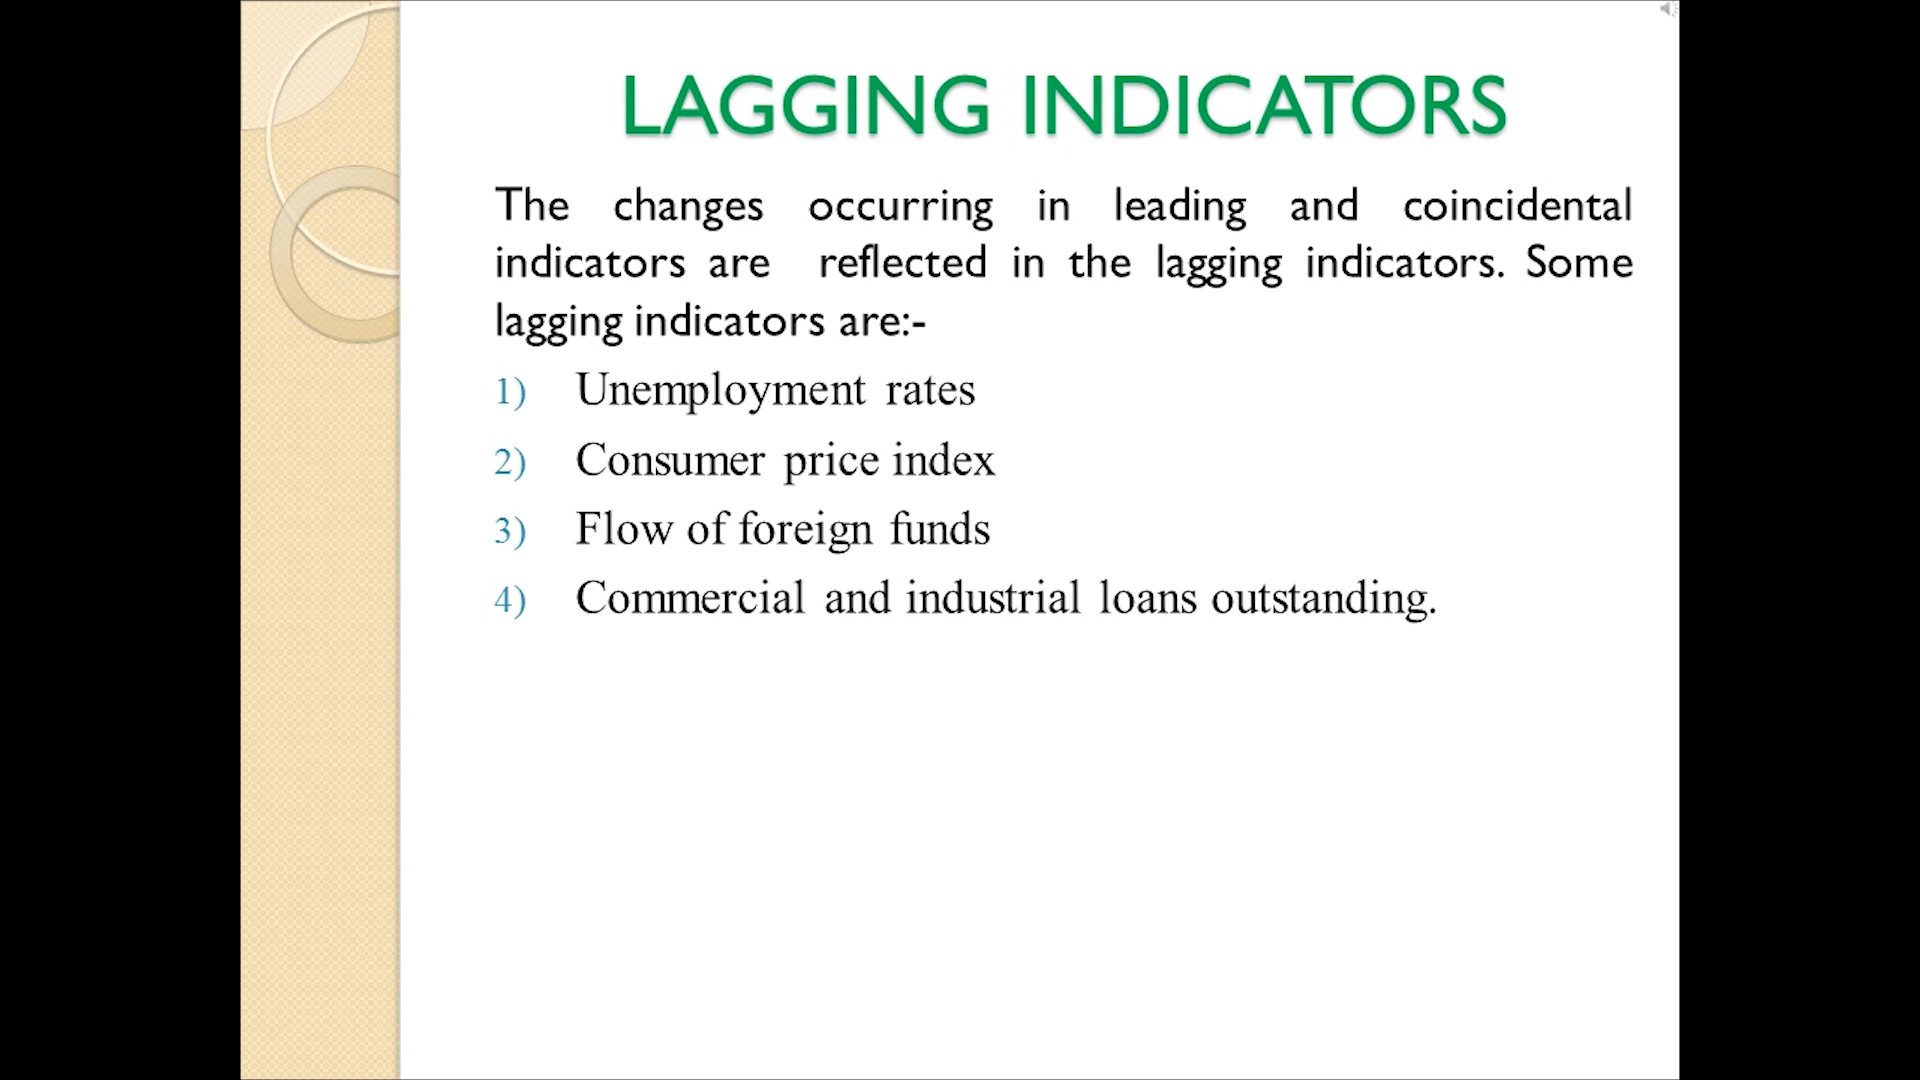 LAGGING INDICATORS
The changes occurring in leading and coincidental
indicators are reflected in the lagging indicators. Some
lagging indicators are:-
1) Unemployment rates
2) Consumer price index
3) Flow of foreign funds
4) Commercial and industrial loans outstanding.